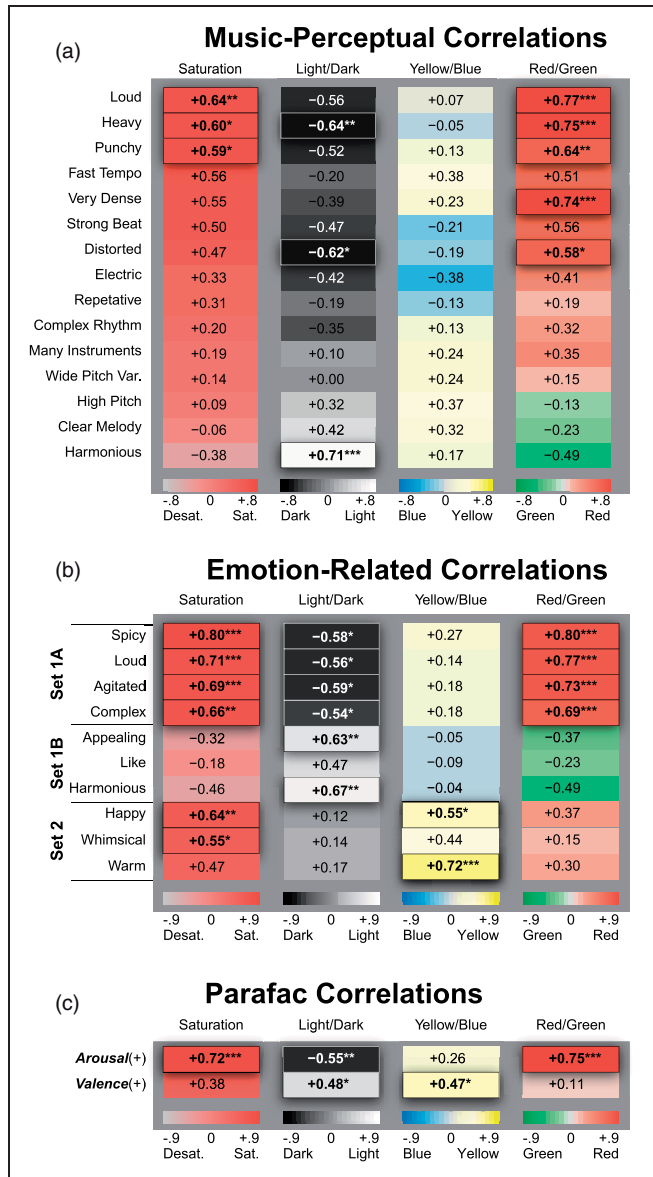 (a) Music-Perceptual Correlations
Saturation Light/Dark Yellow/Blue Red/Green
Loud +0.64** −0.56 +0.07 +0.77***
Heavy +0.60* −0.64** −0.05 +0.75***
Punchy +0.59* −0.52 +0.13 +0.64**
Fast Tempo +0.56 −0.20 +0.38 +0.51
Very Dense +0.55 −0.39 +0.23 +0.74***
Strong Beat +0.50 −0.47 −0.21 +0.56
Distorted +0.47 −0.62* −0.19 +0.58*
Electric +0.33 −0.42 −0.38 +0.41
Repetative +0.31 −0.19 −0.13 +0.19
Complex Rhythm +0.20 −0.35 +0.13 +0.32
Many Instruments +0.19 +0.10 +0.24 +0.35
Wide Pitch Var. +0.14 +0.00 +0.24 +0.15
High Pitch +0.09 +0.32 +0.37 −0.13
Clear Melody −0.06 +0.42 +0.32 −0.23
Harmonious −0.38 +0.71*** +0.17 −0.49
-.8 0 +.8 -.8 0 +.8 -.8 0 +.8 -.8 0 +.8
Desat. Sat. Dark Light Blue Yellow Green Red
(b) Emotion-Related Correlations
Saturation Light/Dark Yellow/Blue Red/Green
Set 1A
Spicy +0.80*** −0.58* +0.27 +0.80***
Loud +0.71*** −0.56* +0.14 +0.77***
Agitated +0.69*** −0.59* +0.18 +0.73***
Complex +0.66** −0.54* +0.18 +0.69***
Set 1B
Appealing −0.32 +0.63** −0.05 −0.37
Like −0.18 +0.47 −0.09 −0.23
Harmonious −0.46 +0.67** −0.04 −0.49
Set 2
Happy +0.64** +0.12 +0.55* +0.37
Whimsical +0.55* +0.14 +0.44 +0.15
Warm +0.47 +0.17 +0.72*** +0.30
-.9 0 +.9 -.9 0 +.9 -.9 0 +.9 -.9 0 +.9
Desat. Sat. Dark Light Blue Yellow Green Red
(c) Parafac Correlations
Saturation Light/Dark Yellow/Blue Red/Green
Arousal(+) +0.72*** −0.55** +0.26 +0.75***
Valence(+) +0.38 +0.48* +0.47* +0.11
-.9 0 +.9 -.9 0 +.9 -.9 0 +.9 -.9 0 +.9
Desat. Sat. Dark Light Blue Yellow Green Red